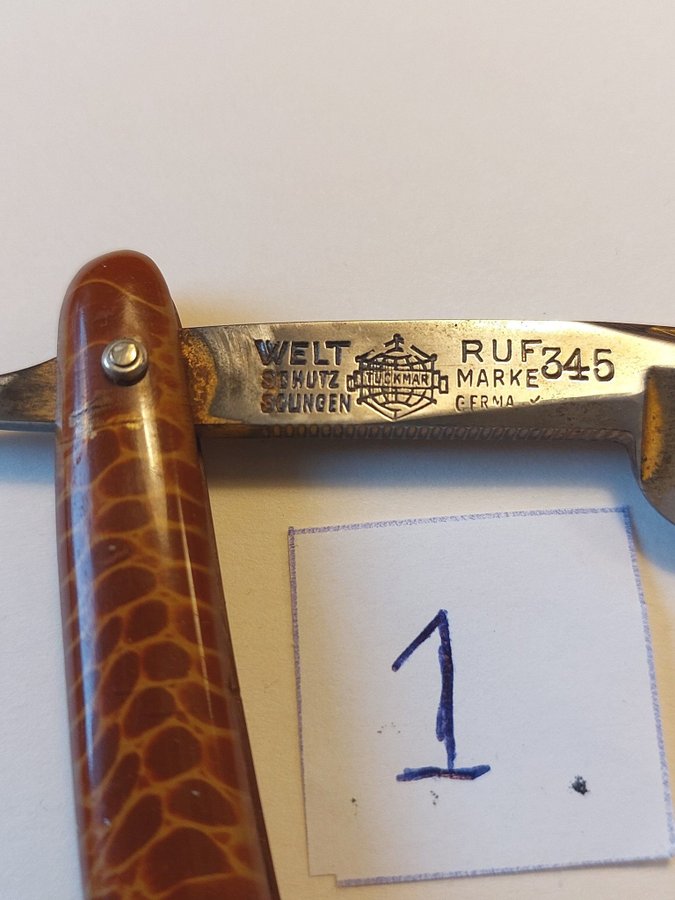 WELT RUF 345
SCHUTZ TUCKMAR MARKE
SOLINGEN
1